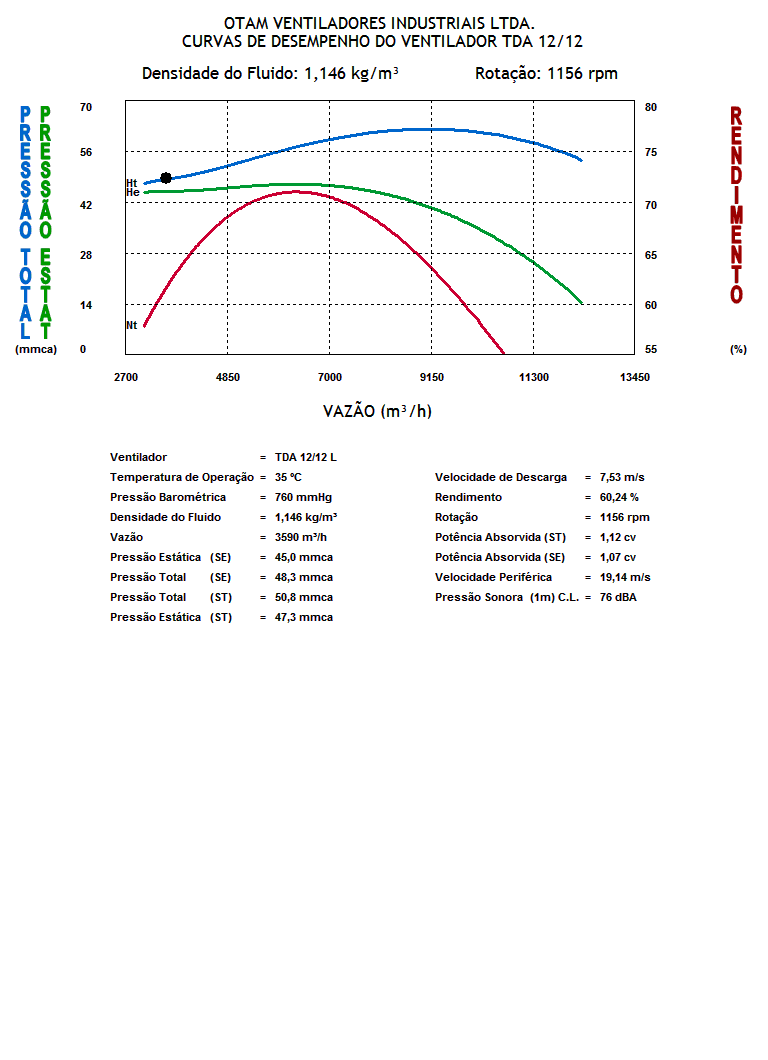 OTAM VENTILADORES INDUSTRIAIS LTDA.
CURVAS DE DESEMPENHO DO VENTILADOR TDA 12/12
Densidade do Fluido: 1,146 kg/m³ Rotação: 1156 rpm
PRESSÃO TOTAL
PRESSÃO ESTAT
(mmca)
70
56
42
28
14
0
Ht
He
Nt
80
75
70
65
60
55
RENDIMENTO
(%)
2700 4850 7000 9150 11300 13450
VAZÃO (m³/h)
Ventilador = TDA 12/12 L
Temperatura de Operação = 35 ºC Velocidade de Descarga = 7,53 m/s
Pressão Barométrica = 760 mmHg Rendimento = 60,24 %
Densidade do Fluido = 1,146 kg/m³ Rotação = 1156 rpm
Vazão = 3590 m³/h Potência Absorvida (ST) = 1,12 cv
Pressão Estática (SE) = 45,0 mmca Potência Absorvida (SE) = 1,07 cv
Pressão Total (SE) = 48,3 mmca Velocidade Periférica = 19,14 m/s
Pressão Total (ST) = 50,8 mmca Pressão Sonora (1m) C.L. = 76 dBA
Pressão Estática (ST) = 47,3 mmca